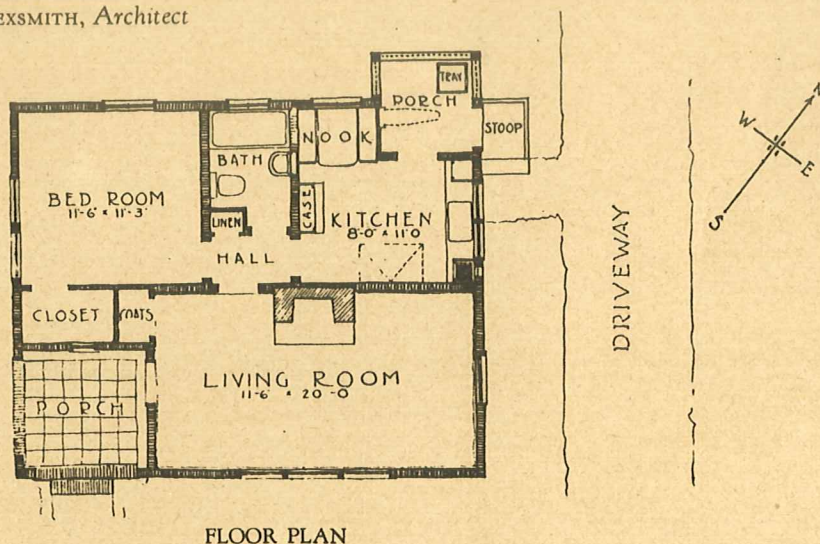 EXSMITH, Architect
TRAY
PORCH
STOOP
NOOK
BATH
BED ROOM
11'-6" x 11'-3"
LINEN
CASE
KITCHEN
8'-0" x 11'0
HALL
CLOSET
COATS
LIVING ROOM
11'-6" x 20'-0
PORCH
DRIVEWAY
N
W
E
S
FLOOR PLAN